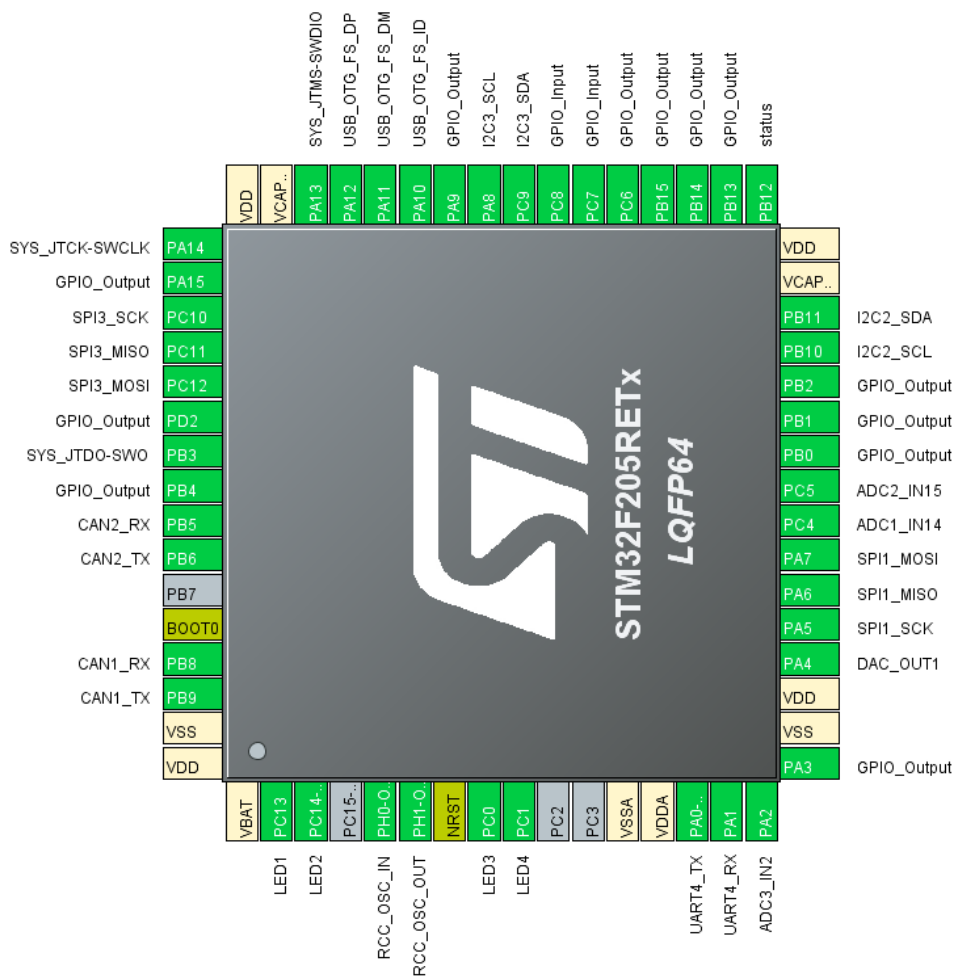 SYS_JTMS-SWDIO
USB_OTG_FS_DP
USB_OTG_FS_DM
USB_OTG_FS_ID
GPIO_Output
I2C3_SCL
I2C3_SDA
GPIO_Input
GPIO_Input
GPIO_Output
GPIO_Output
GPIO_Output
GPIO_Output
status
VDD
VCAP..
PA13
PA12
PA11
PA10
PA9
PA8
PC9
PC8
PC7
PC6
PB15
PB14
PB13
PB12
SYS_JTCK-SWCLK PA14
GPIO_Output PA15
SPI3_SCK PC10
SPI3_MISO PC11
SPI3_MOSI PC12
GPIO_Output PD2
SYS_JTDO-SWO PB3
GPIO_Output PB4
CAN2_RX PB5
CAN2_TX PB6
PB7
BOOT0
CAN1_RX PB8
CAN1_TX PB9
VSS
VDD
ST
STM32F205RETx
LQFP64
VDD
VCAP..
PB11 I2C2_SDA
PB10 I2C2_SCL
PB2 GPIO_Output
PB1 GPIO_Output
PB0 GPIO_Output
PC5 ADC2_IN15
PC4 ADC1_IN14
PA7 SPI1_MOSI
PA6 SPI1_MISO
PA5 SPI1_SCK
PA4 DAC_OUT1
VDD
VSS
PA3 GPIO_Output
VBAT
PC13
PC14-..
PC15-..
PH0-O..
PH1-O..
NRST
PC0
PC1
PC2
PC3
VSSA
VDDA
PA0-..
PA1
PA2
LED1
LED2
RCC_OSC_IN
RCC_OSC_OUT
LED3
LED4
UART4_TX
UART4_RX
ADC3_IN2